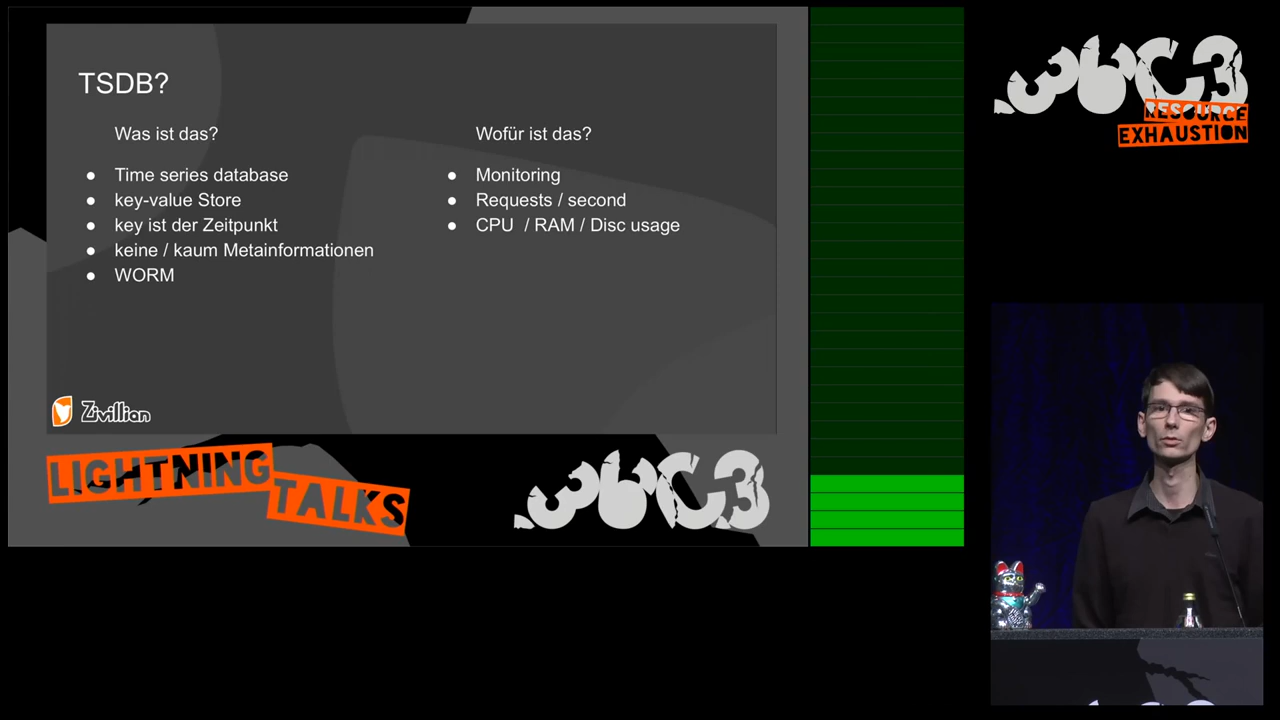 TSDB?
Was ist das?
● Time series database
● key-value Store
● key ist der Zeitpunkt
● keine / kaum Metainformationen
● WORM
Wofür ist das?
● Monitoring
● Requests / second
● CPU / RAM / Disc usage
Zivillian
LIGHTNING
TALKS
36C3
36C3
RESOURCE
EXHAUSTION